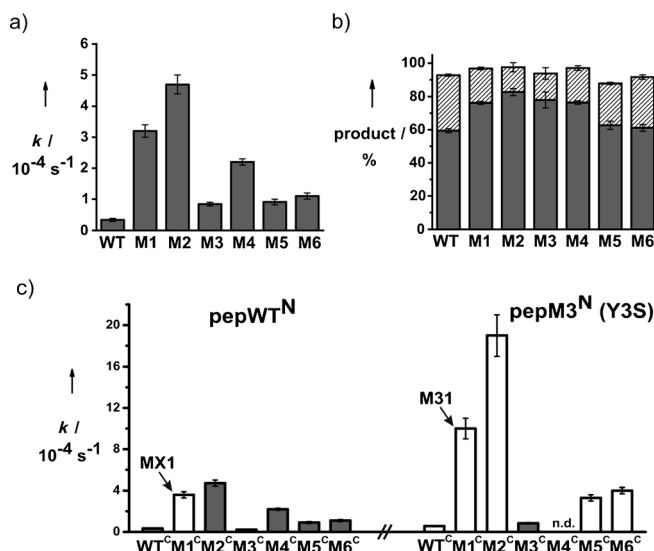 a)
6
5
4
3
2
1
0
k /
10⁻⁴ s⁻¹
WT M1 M2 M3 M4 M5 M6
b)
100
80
60
40
20
0
product /
%
WT M1 M2 M3 M4 M5 M6
c)
pepWTᴺ
pepM3ᴺ (Y3S)
20
16
12
8
4
0
k /
10⁻⁴ s⁻¹
MX1
M31
n.d.
WTᶜ M1ᶜ M2ᶜ M3ᶜ M4ᶜ M5ᶜ M6ᶜ
WTᶜ M1ᶜ M2ᶜ M3ᶜ M4ᶜ M5ᶜ M6ᶜ